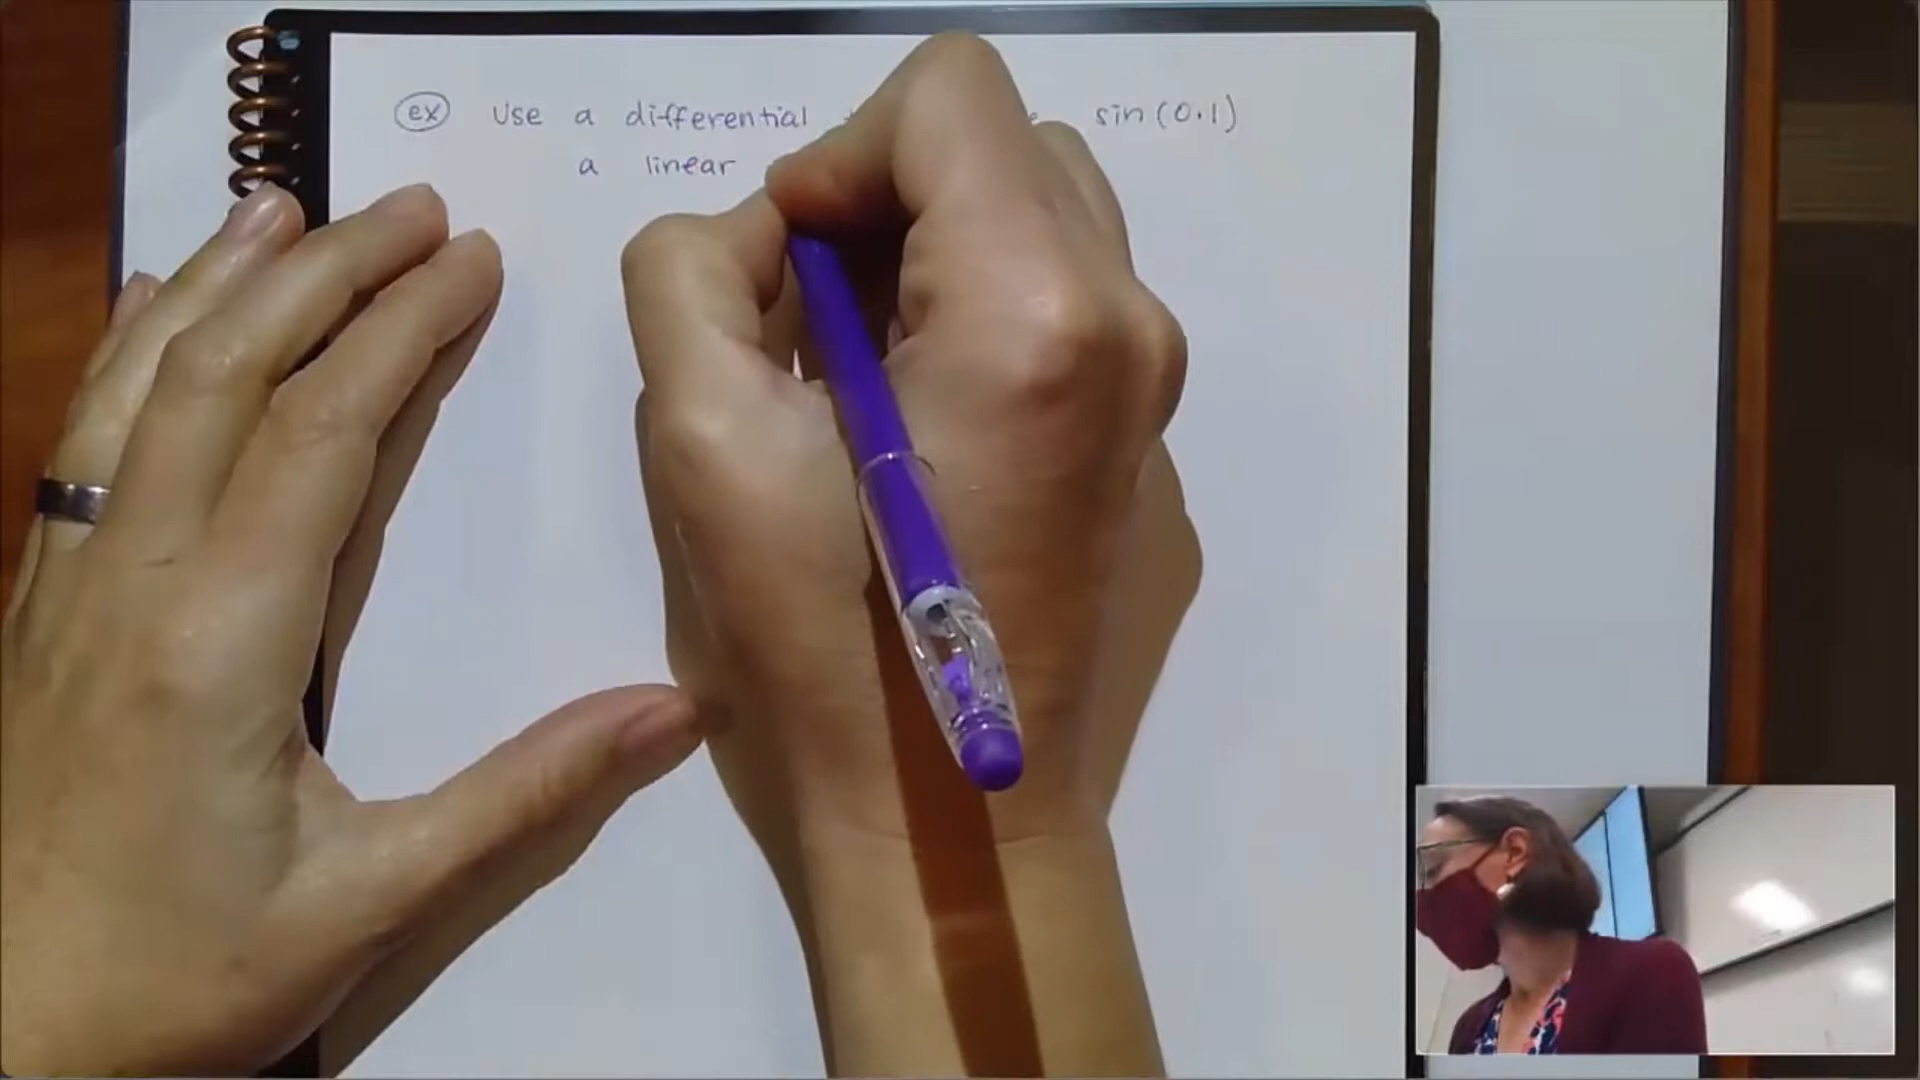 ex Use a differential sin(0.1)
a linear